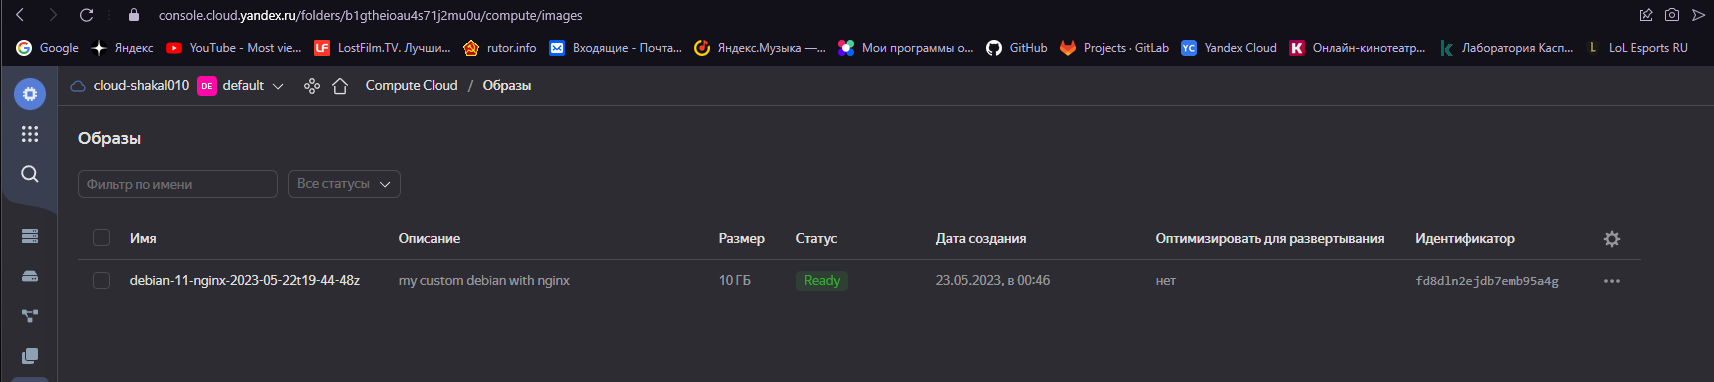 console.cloud.yandex.ru/folders/b1gtheioau4s71j2mu0u/compute/images
Google Яндекс YouTube - Most vie... LostFilm.TV. Лучши... rutor.info Входящие - Почта... Яндекс.Музыка —... Мои программы о... GitHub Projects · GitLab YC Yandex Cloud Онлайн-кинотеатр... Лаборатория Касп... LoL Esports RU
cloud-shakal010 DE default Compute Cloud / Образы
Образы
Фильтр по имени Все статусы
Имя Описание Размер Статус Дата создания Оптимизировать для развертывания Идентификатор
debian-11-nginx-2023-05-22t19-44-48z my custom debian with nginx 10 ГБ Ready 23.05.2023, в 00:46 нет fd8dln2ejdb7emb95a4g